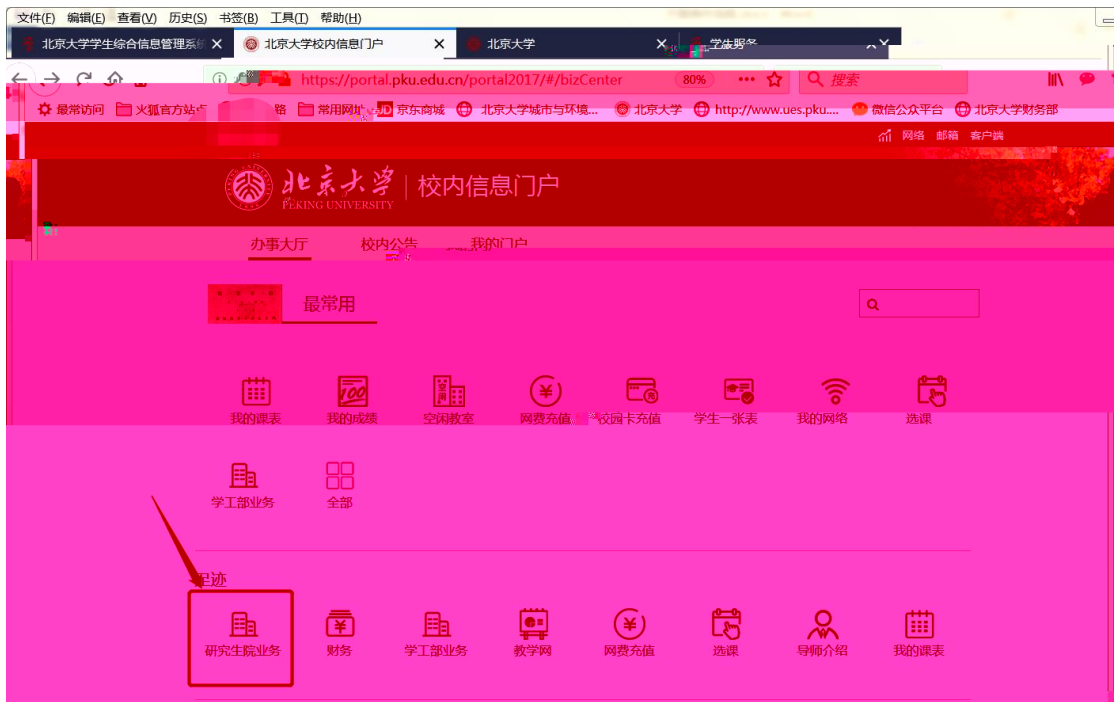 文件(F) 编辑(E) 查看(V) 历史(S) 书签(B) 工具(T) 帮助(H)
北京大学学生综合信息管理系统 × 北京大学校内信息门户 × 北京大学 × 学生服务 ×
https://portal.pku.edu.cn/portal2017/#/bizCenter 80% 搜索
最常访问 火狐官方站点 常用网址 JD 京东商城 北京大学城市与环境... 北京大学 http://www.ues.pku.... 微信公众平台 北京大学财务部
网络 邮箱 客户端
北京大学 校内信息门户
PEKING UNIVERSITY
办事大厅 校内公告 我的门户
最常用
我的课表 我的成绩 空闲教室 网费充值 校园卡充值 学生一张表 我的网络 选课
学工部业务 全部
足迹
研究生院业务 财务 学工部业务 教学网 网费充值 选课 导师介绍 我的课表